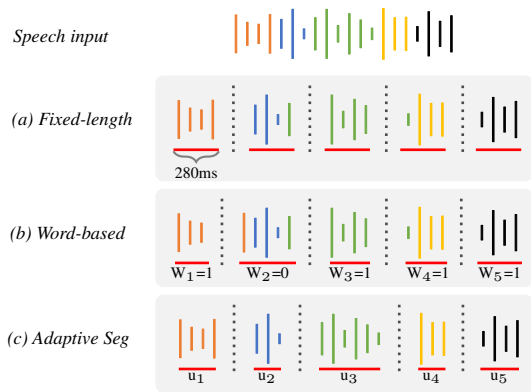 Speech input
(a) Fixed-length
280ms
(b) Word-based
W1=1 W2=0 W3=1 W4=1 W5=1
(c) Adaptive Seg
u1 u2 u3 u4 u5